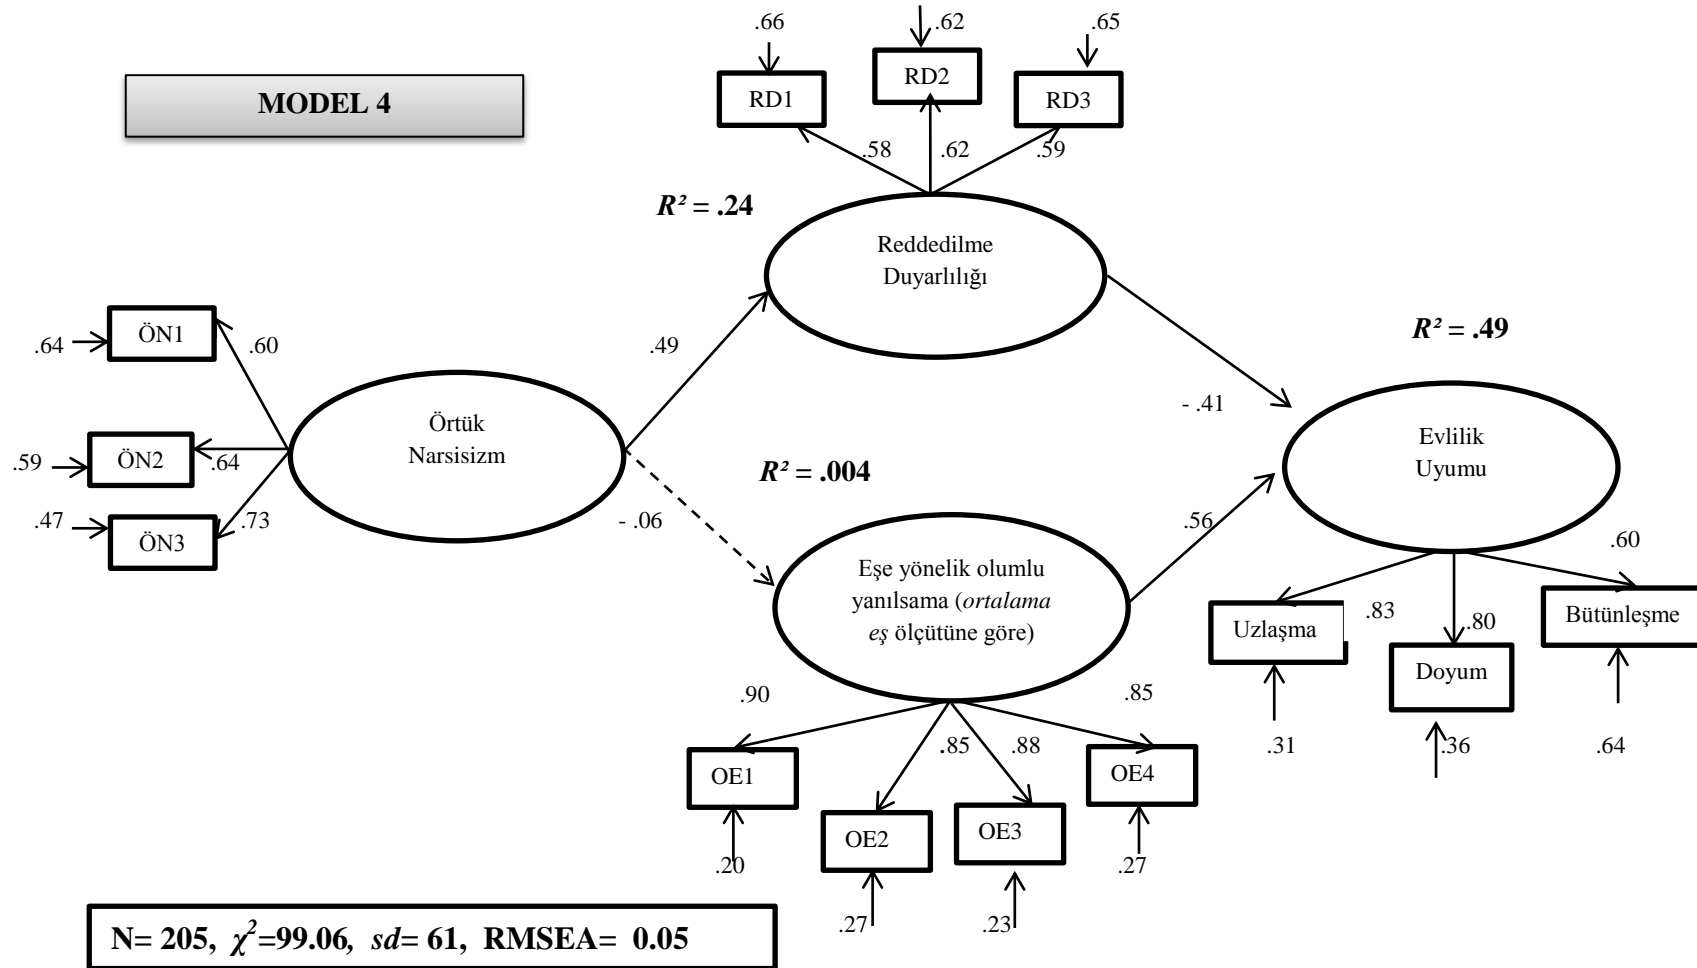 .66
.62
.65
MODEL 4
RD1
RD2
RD3
.58
.62
.59
R² = .24
Reddedilme
Duyarlılığı
R² = .49
.64
ÖN1
.60
.49
- .41
Örtük
Narsisizm
Evlilik
Uyumu
.59
ÖN2
.64
R² = .004
.47
ÖN3
.73
- .06
.56
Eşe yönelik olumlu
yanılsama (ortalama
eş ölçütüne göre)
.60
Uzlaşma
.83
.80
Bütünleşme
Doyum
.90
.85
.85
.88
.31
.36
.64
OE1
OE2
OE3
OE4
.20
.27
.23
.27
N= 205, χ²=99.06, sd= 61, RMSEA= 0.05